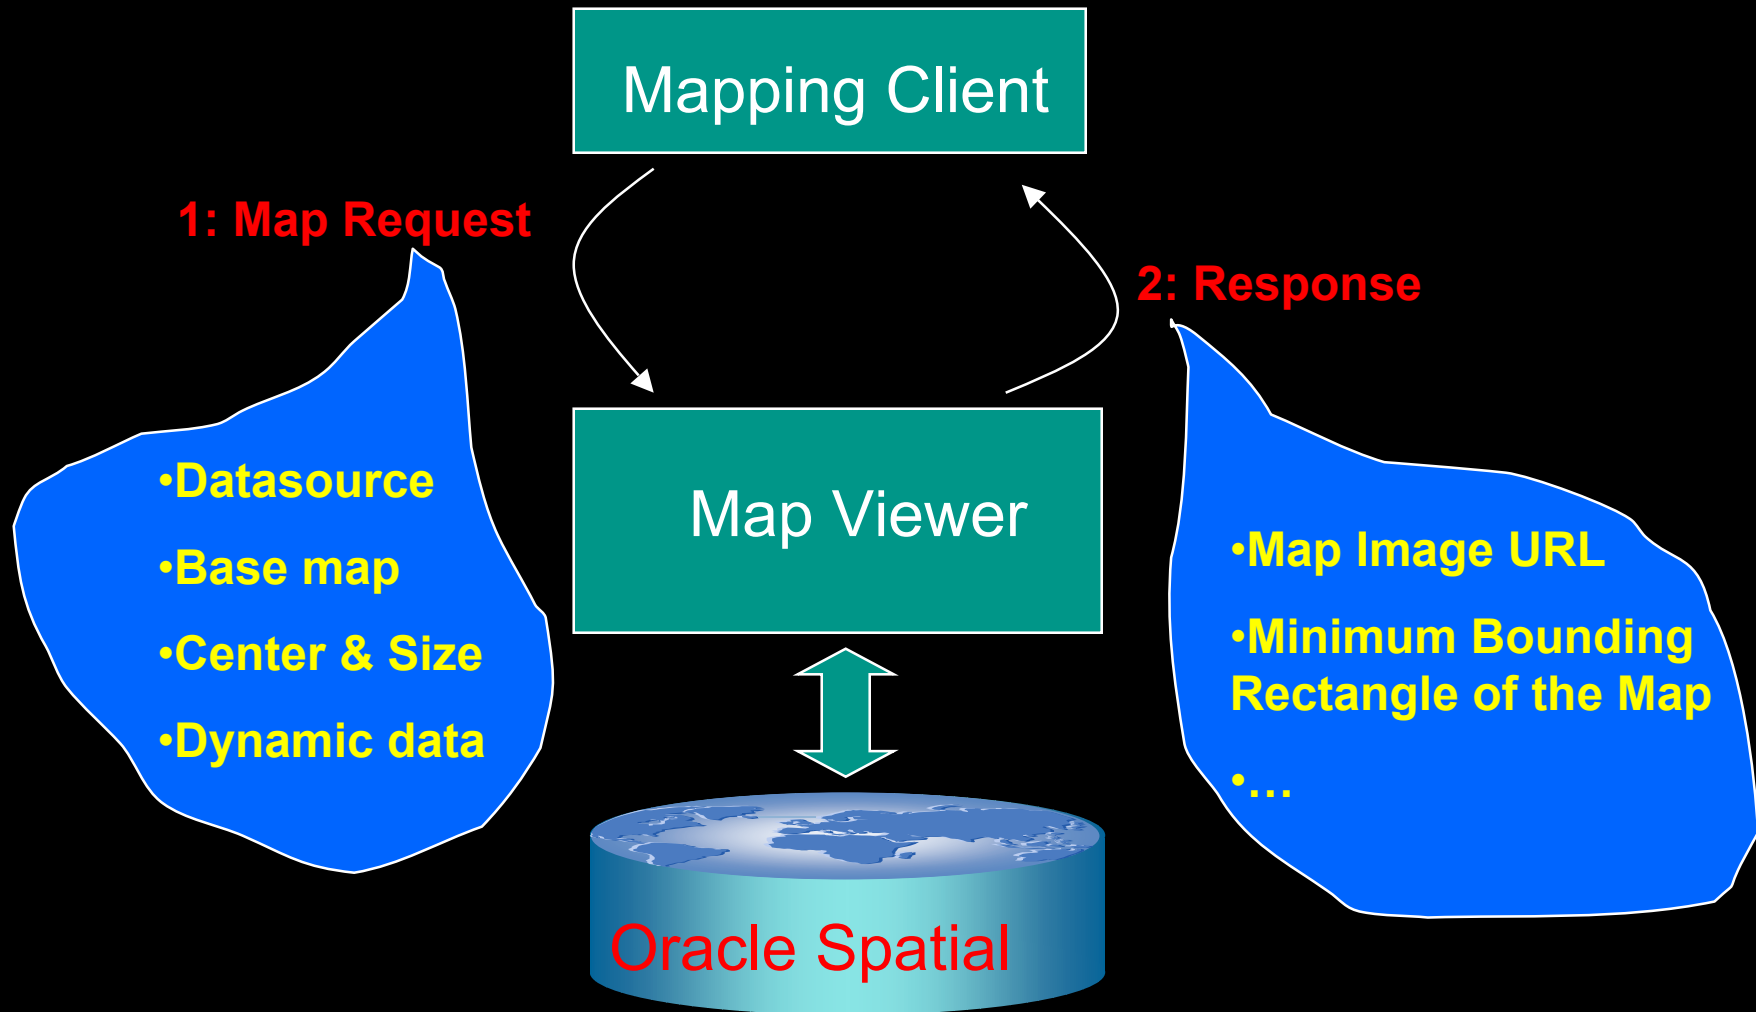 Mapping Client
1: Map Request
2: Response
•Datasource
•Base map
•Center & Size
•Dynamic data
Map Viewer
•Map Image URL
•Minimum Bounding
Rectangle of the Map
•...
Oracle Spatial